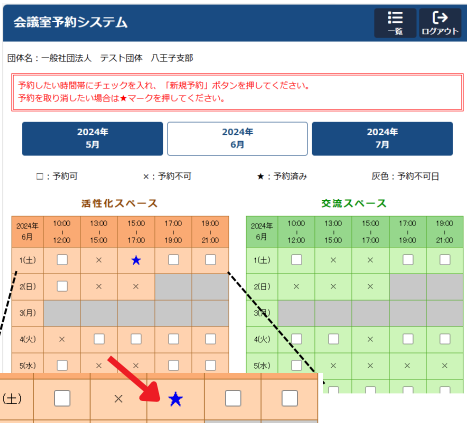 会議室予約システム
一覧
ログアウト
団体名：一般社団法人　テスト団体　八王子支部
予約したい時間帯にチェックを入れ、「新規予約」ボタンを押してください。
予約を取り消したい場合は★マークを押してください。
2024年
5月
2024年
6月
2024年
7月
□：予約可
×：予約不可
★：予約済み
灰色：予約不可日
活性化スペース
2024年 6月 10:00 | 12:00 13:00 | 15:00 15:00 | 17:00 17:00 | 19:00 19:00 | 21:00
1(土) □ × ★ □ □
2(日) □ × ×
3(月)
4(火) × □ □ □ □
5(水) □ × × □ □
交流スペース
2024年 6月 10:00 | 12:00 13:00 | 15:00 15:00 | 17:00 17:00 | 19:00 19:00 | 21:00
1(土) □ × × □ □
2(日) × × ×
3(月)
4(火) × □ □ □ □
5(水) □ × × × ×
(土) □ × ★ □ □